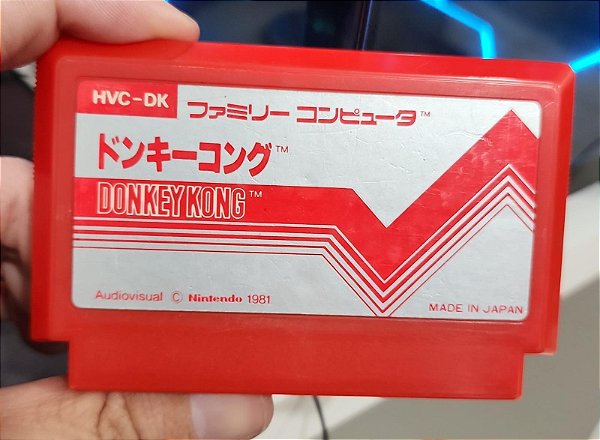 HVC-DK ファミリー コンピュータ™
ドンキーコング™
DONKEY KONG™
Audiovisual © Nintendo 1981
MADE IN JAPAN